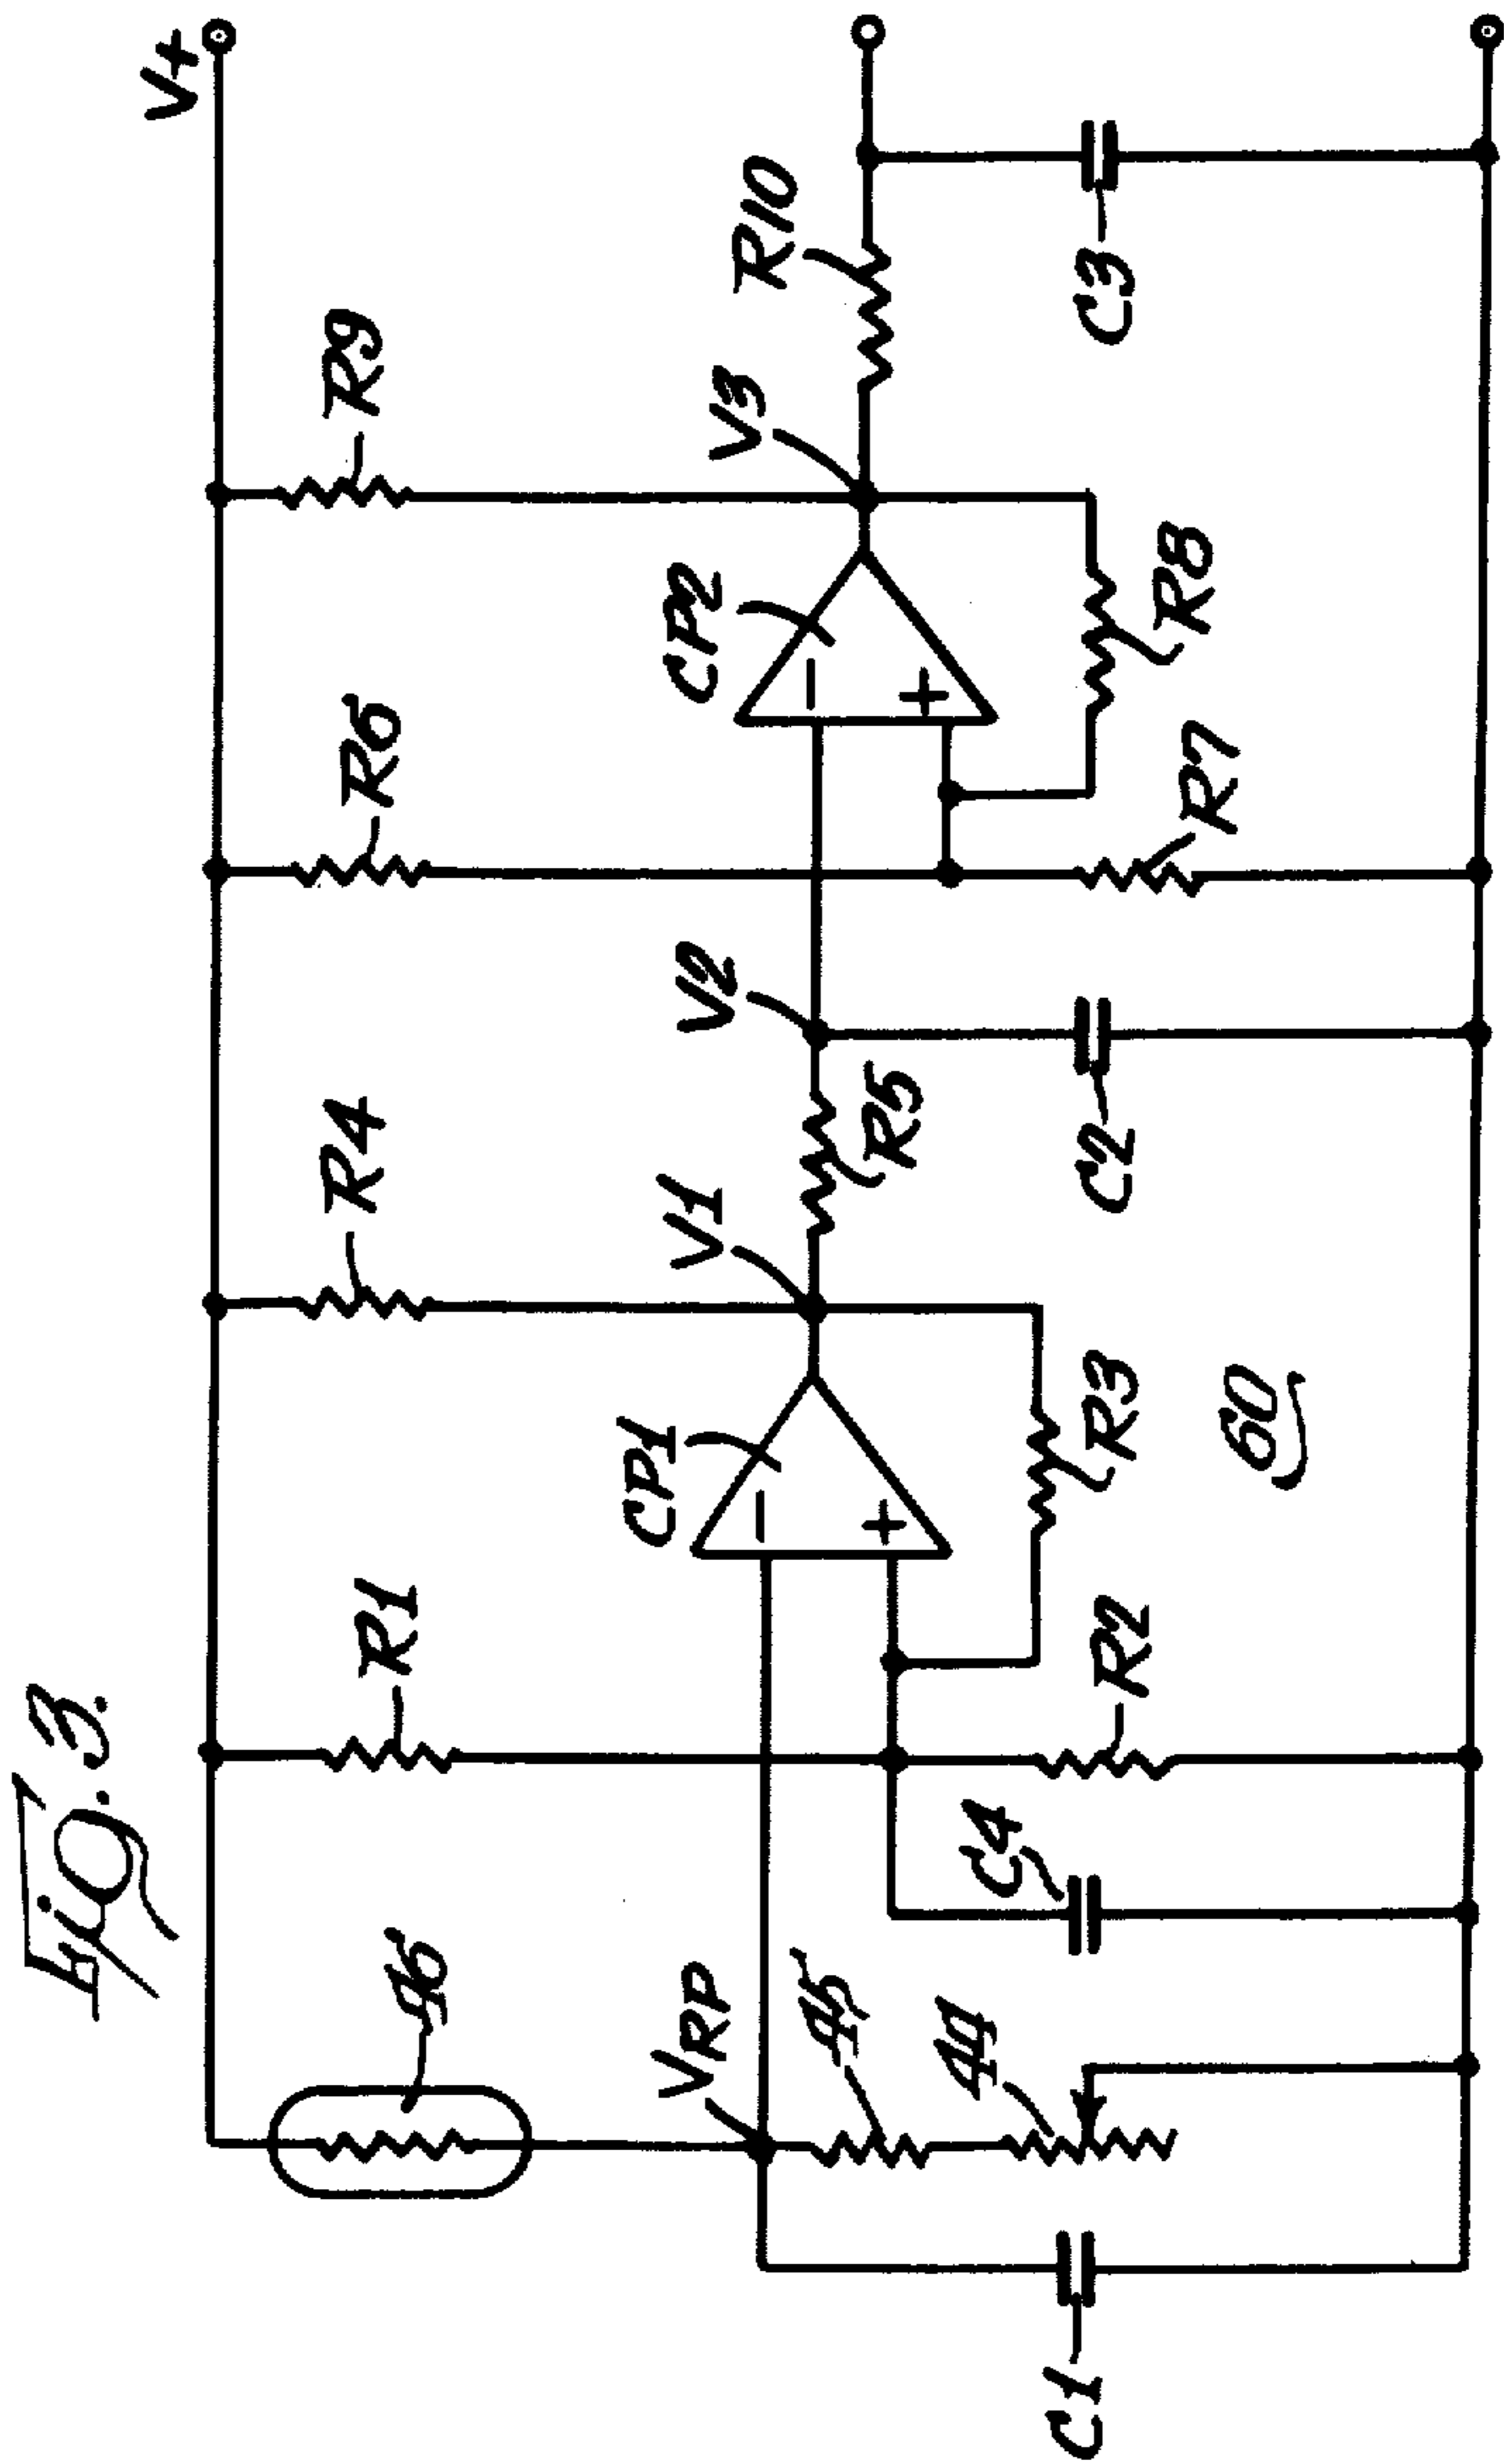 Fig. 3.
V+
46
R1
R4
R6
R9
CP1
V1
V2
CP2
V3
R10
VRP
−
−
45
R5
+
+
44
C4
C1
R2
R3
C2
C3
R8
R7
60